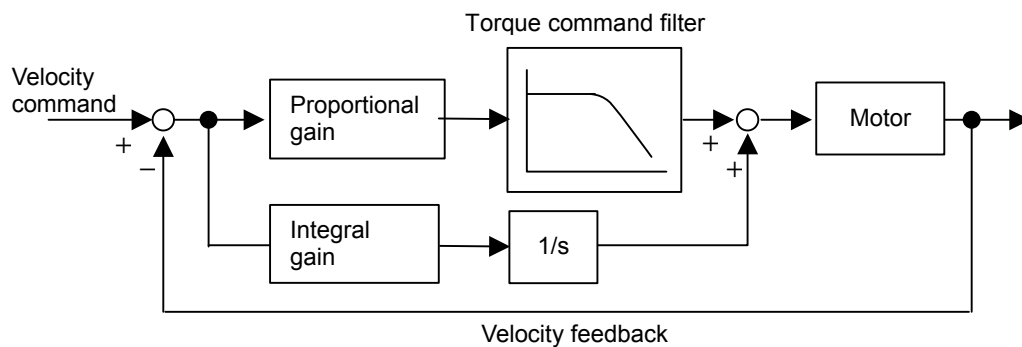 Torque command filter
Velocity
command
+
−
Proportional
gain
+
+
Motor
Integral
gain
1/s
Velocity feedback